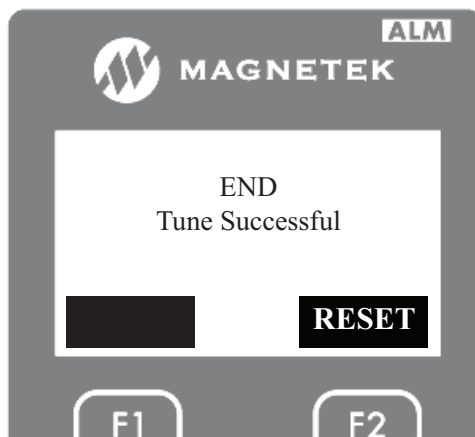 ALM
MAGNETEK
END
Tune Successful
RESET
F1 F2